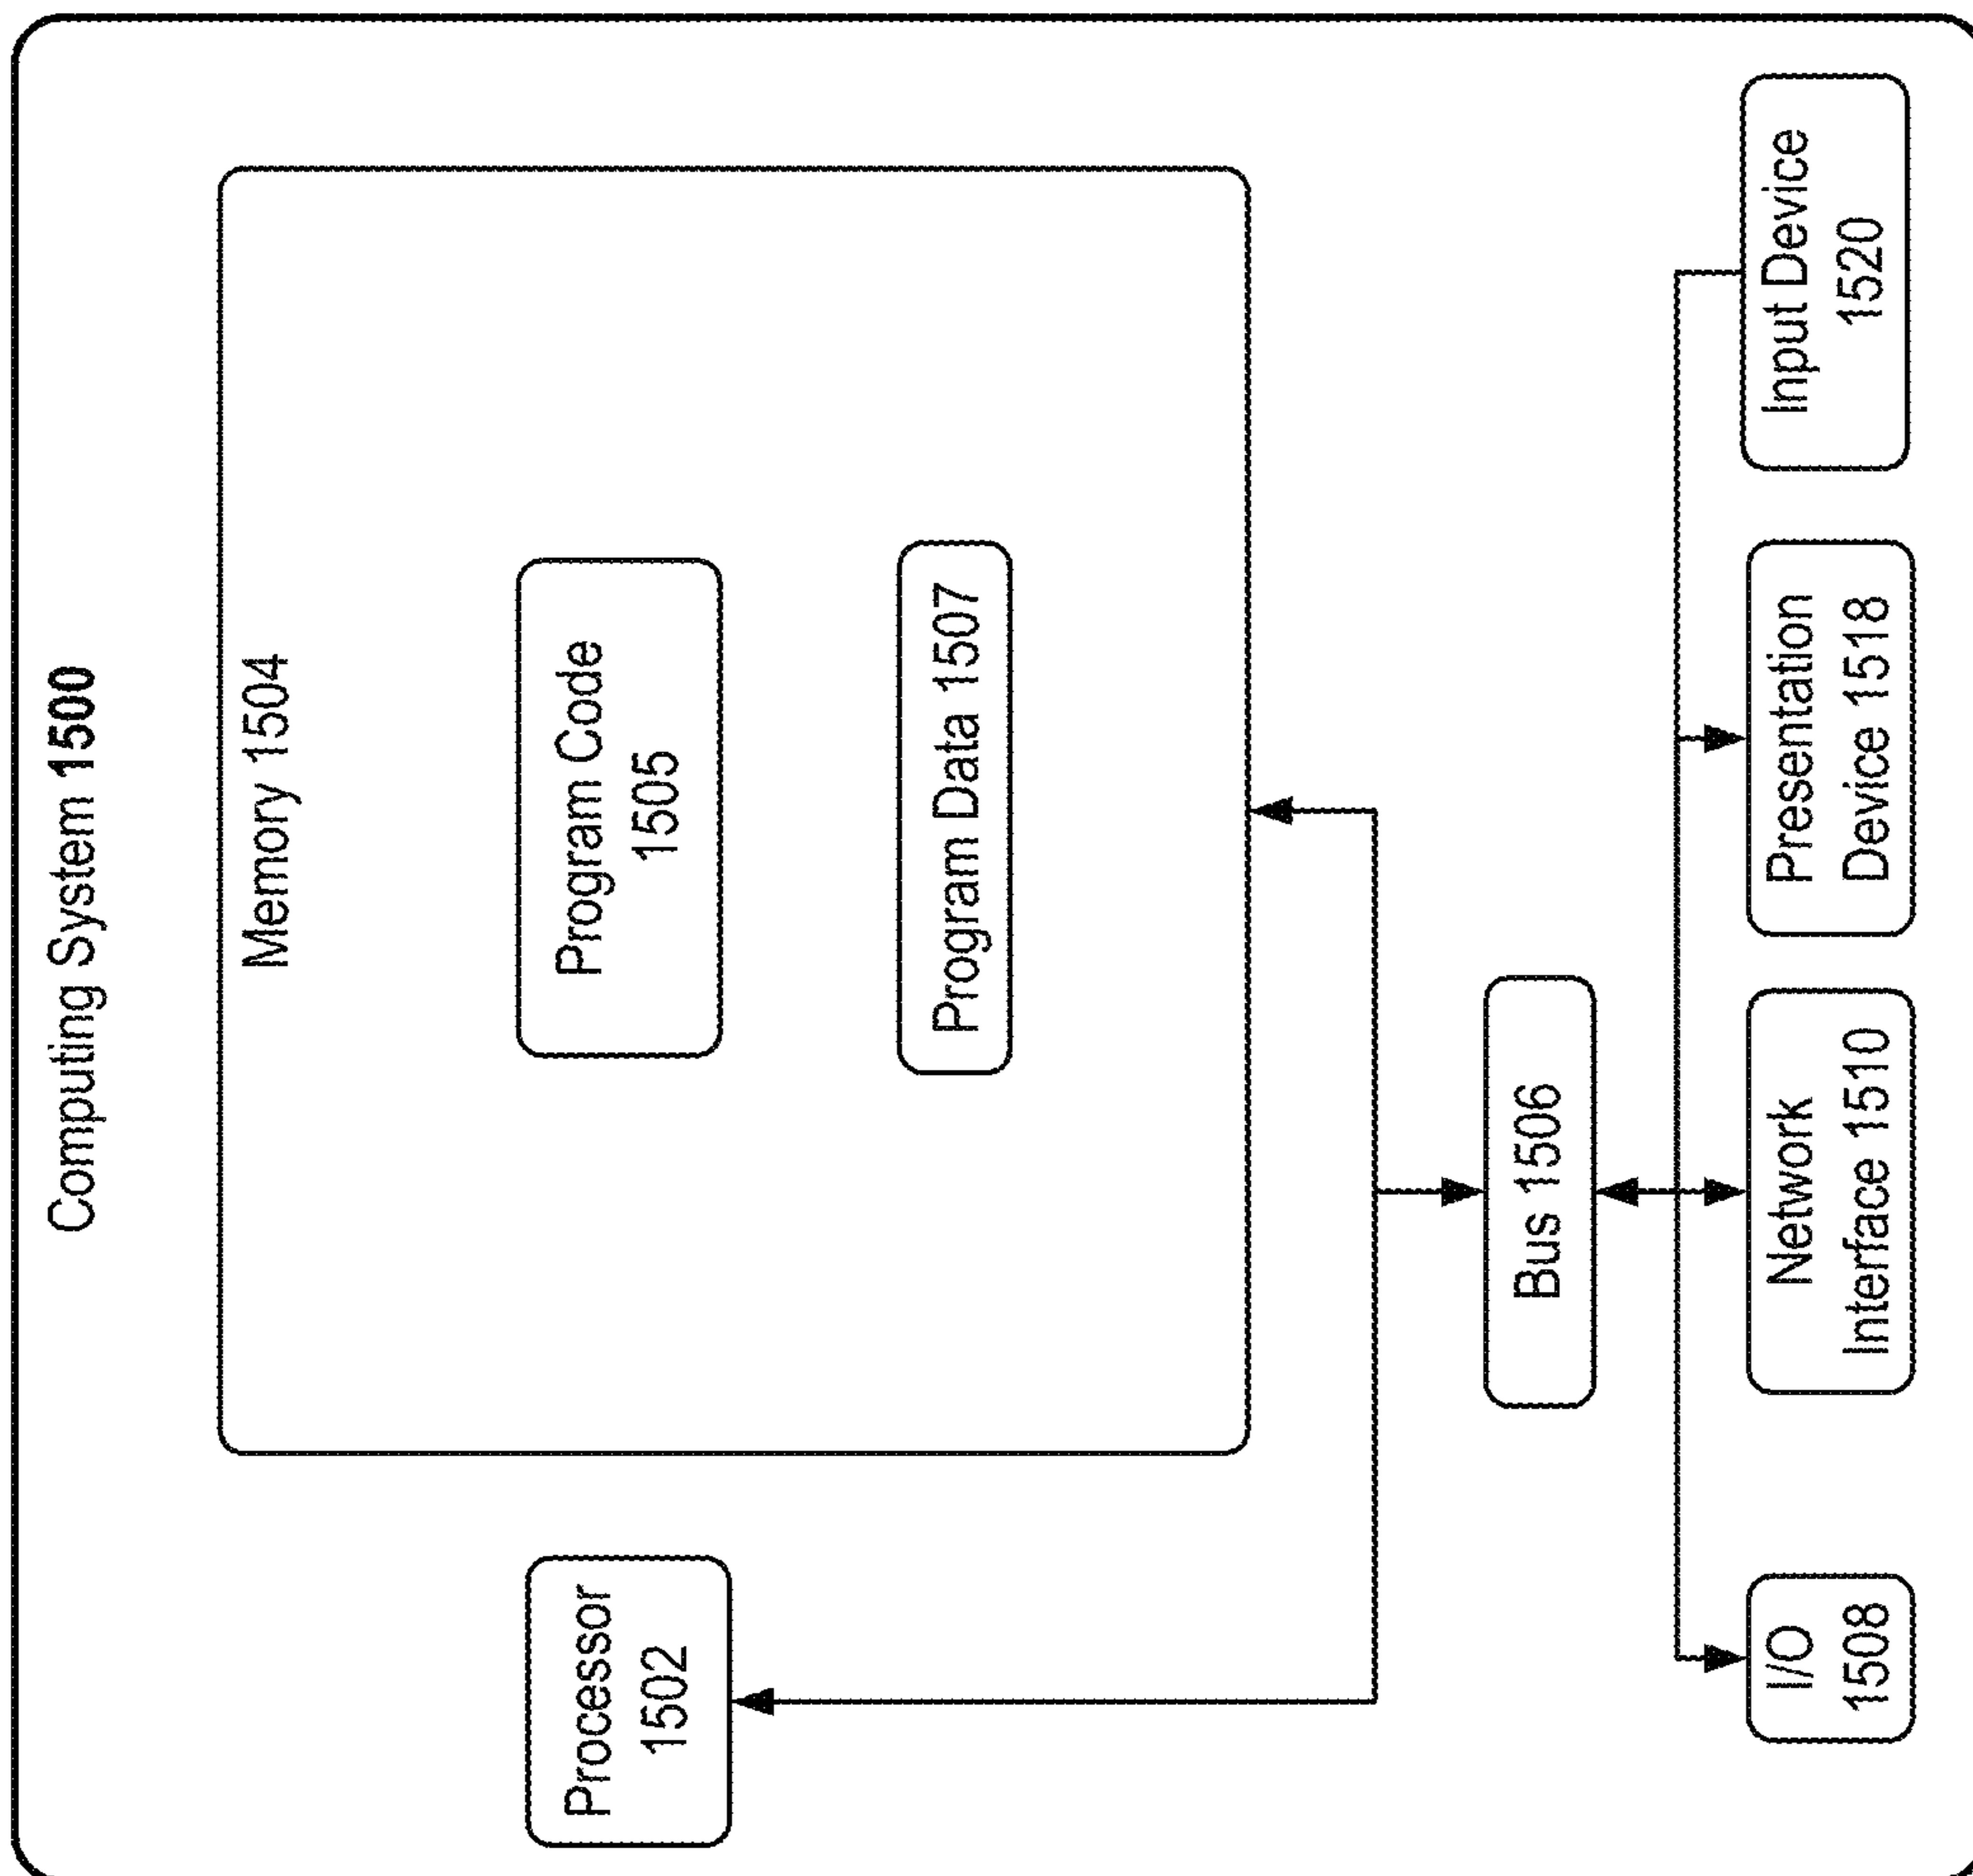 Computing System 1500
Memory 1504
Processor
1502
Program Code
1505
Program Data 1507
Bus 1506
I/O
1508
Network
Interface 1510
Presentation
Device 1518
Input Device
1520